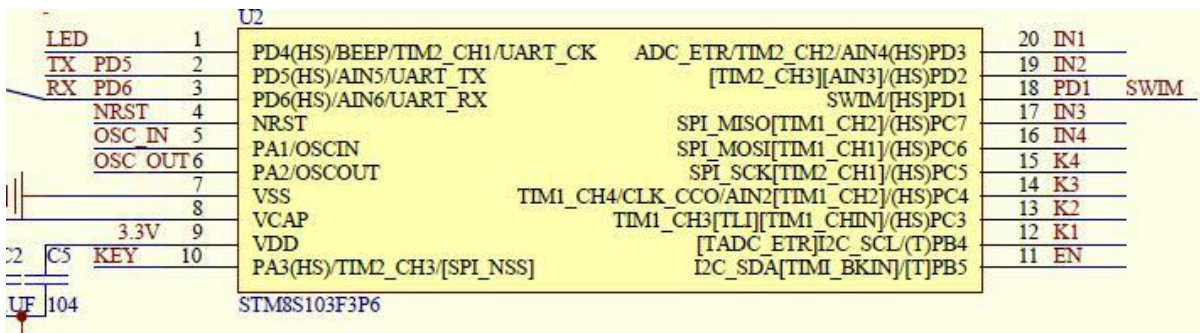 U2
LED 1 PD4(HS)/BEEP/TIM2_CH1/UART_CK ADC_ETR/TIM2_CH2/AIN4(HS)PD3 20 IN1
TX PD5 2 PD5(HS)/AIN5/UART_TX [TIM2_CH3][AIN3]/(HS)PD2 19 IN2
RX PD6 3 PD6(HS)/AIN6/UART_RX SWIM/[HS]PD1 18 PD1 SWIM
NRST 4 NRST SPI_MISO[TIM1_CH2]/(HS)PC7 17 IN3
OSC_IN 5 PA1/OSCIN SPI_MOSI[TIM1_CH1]/(HS)PC6 16 IN4
OSC OUT 6 PA2/OSCOUT SPI_SCK[TIM2_CH1]/(HS)PC5 15 K4
7 VSS TIM1_CH4/CLK_CCO/AIN2[TIM1_CH2]/(HS)PC4 14 K3
8 VCAP TIM1_CH3[TLI][TIM1_CHIN]/(HS)PC3 13 K2
3.3V 9 VDD [TADC_ETR]I2C_SCL/(T)PB4 12 K1
C2 C5 KEY 10 PA3(HS)/TIM2_CH3/[SPI_NSS] I2C_SDA[TIMI_BKIN]/[T]PB5 11 EN
UF 104 STM8S103F3P6